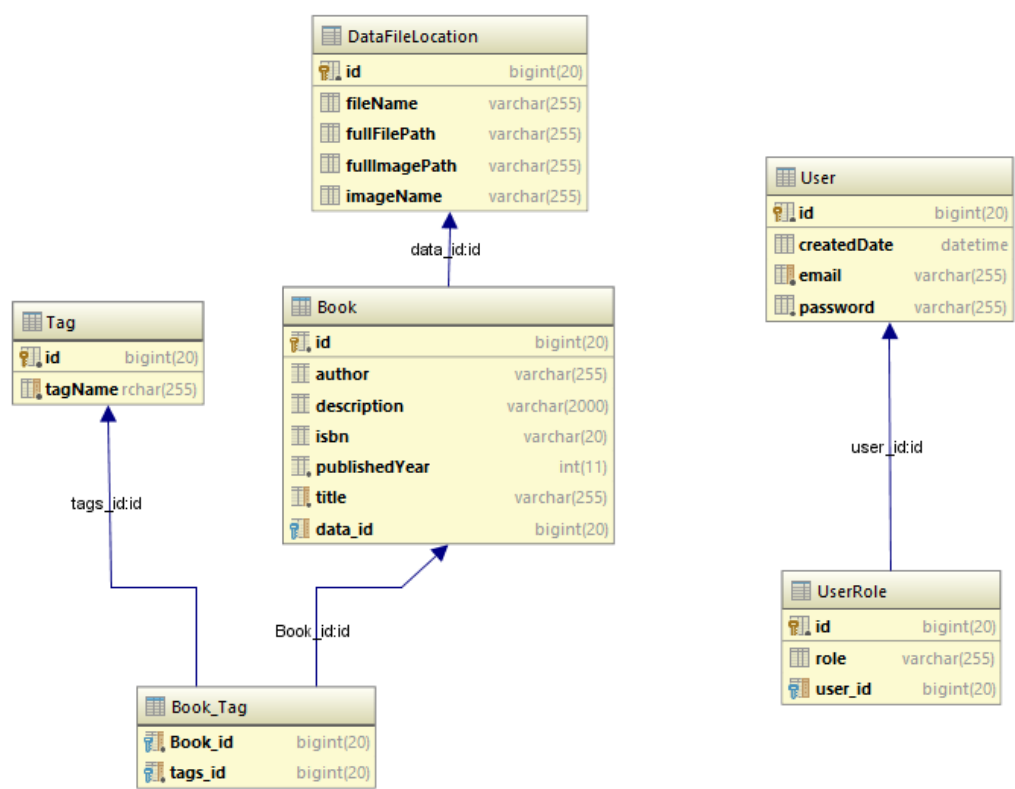 DataFileLocation
id bigint(20)
fileName varchar(255)
fullFilePath varchar(255)
fullImagePath varchar(255)
imageName varchar(255)
data_id:id
Book
id bigint(20)
author varchar(255)
description varchar(2000)
isbn varchar(20)
publishedYear int(11)
title varchar(255)
data_id bigint(20)
Tag
id bigint(20)
tagName rchar(255)
tags_id:id
Book_id:id
Book_Tag
Book_id bigint(20)
tags_id bigint(20)
User
id bigint(20)
createdDate datetime
email varchar(255)
password varchar(255)
user_id:id
UserRole
id bigint(20)
role varchar(255)
user_id bigint(20)